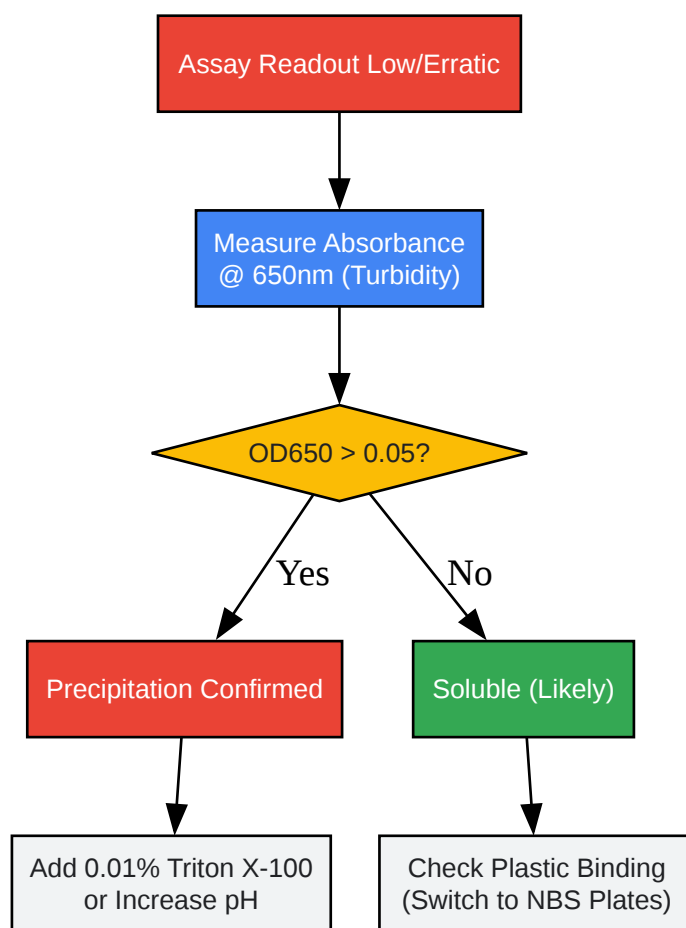 Assay Readout Low/Erratic
Measure Absorbance
@ 650nm (Turbidity)
OD650 > 0.05?
Yes
No
Precipitation Confirmed
Soluble (Likely)
Add 0.01% Triton X-100
or Increase pH
Check Plastic Binding
(Switch to NBS Plates)